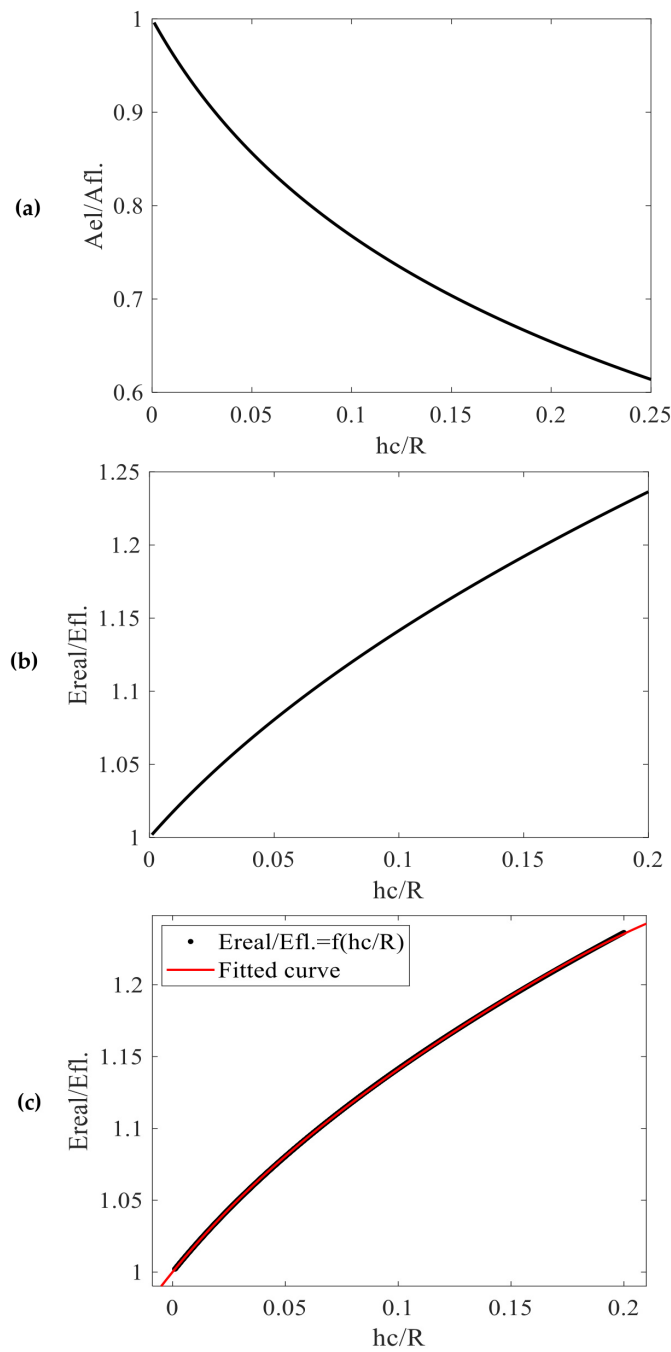 1
0.9
0.8
0.7
0.6
Ael/Afl.
(a)
0 0.05 0.1 0.15 0.2 0.25
hc/R
1.25
1.2
1.15
1.1
1.05
1
Ereal/Efl.
(b)
0 0.05 0.1 0.15 0.2
hc/R
Ereal/Efl.=f(hc/R)
Fitted curve
1.2
1.15
1.1
1.05
1
Ereal/Efl.
(c)
0 0.05 0.1 0.15 0.2
hc/R